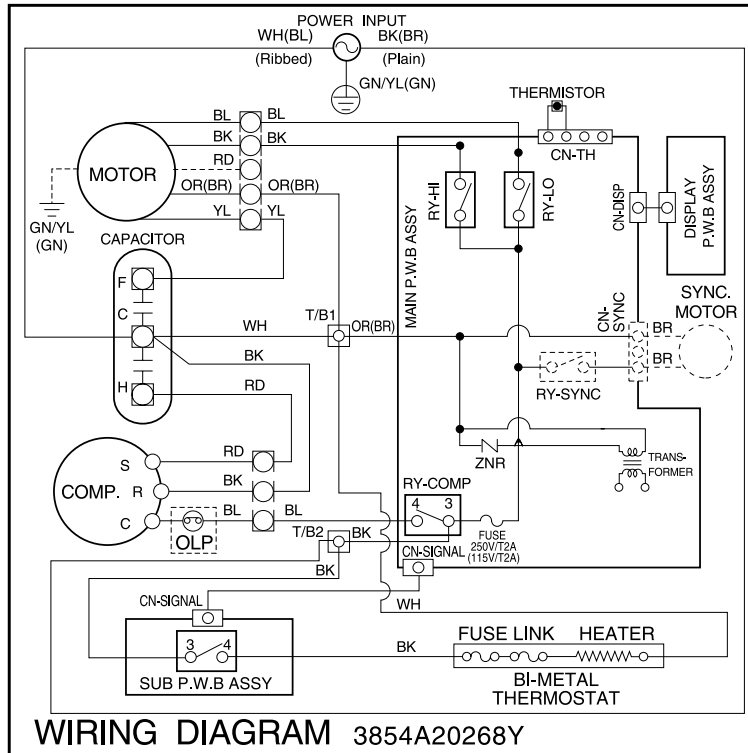 POWER INPUT
WH(BL)
BK(BR)
(Ribbed)
(Plain)
GN/YL(GN)
THERMISTOR
CN-TH
BL
BL
BK
BK
RD
OR(BR)
OR(BR)
YL
YL
MOTOR
GN/YL
(GN)
RY-HI
RY-LO
MAIN P.W.B ASSY
CN-DISP
DISPLAY
P.W.B ASSY
CAPACITOR
F
C
H
WH
T/B1
OR(BR)
BK
RD
CN-
SYNC
SYNC.
MOTOR
BR
BR
RY-SYNC
ZNR
TRANS-
FORMER
COMP.
S
R
C
RD
BK
BL
BL
OLP
RY-COMP
4 3
FUSE
250V/T2A
(115V/T2A)
T/B2
BK
BK
CN-SIGNAL
CN-SIGNAL
WH
3 4
SUB P.W.B ASSY
BK
FUSE LINK
HEATER
BI-METAL
THERMOSTAT
WIRING DIAGRAM 3854A20268Y